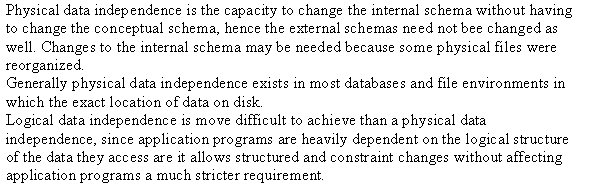 Physical data independence is the capacity to change the internal schema without having
to change the conceptual schema, hence the external schemas need not bee changed as
well. Changes to the internal schema may be needed because some physical files were
reorganized.
Generally physical data independence exists in most databases and file environments in
which the exact location of data on disk.
Logical data independence is move difficult to achieve than a physical data
independence, since application programs are heavily dependent on the logical structure
of the data they access are it allows structured and constraint changes without affecting
application programs a much stricter requirement.